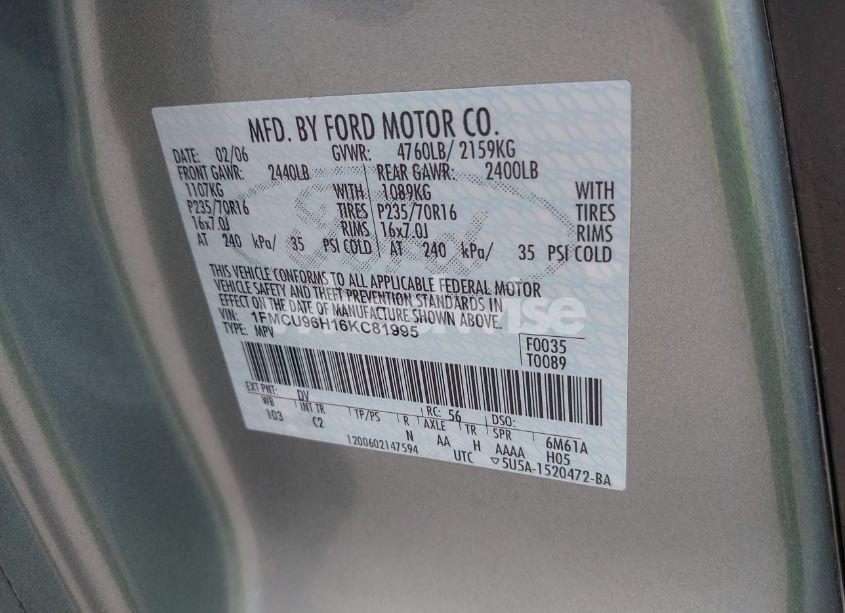 MFD. BY FORD MOTOR CO.
DATE: 02/06 GVWR: 4760LB/ 2159KG
FRONT GAWR: 2440LB REAR GAWR: 2400LB
1107KG WITH 1089KG WITH
P235/70R16 TIRES P235/70R16 TIRES
16x7.0J RIMS 16x7.0J RIMS
AT 240 kPa/ 35 PSI COLD AT 240 kPa/ 35 PSI COLD
THIS VEHICLE CONFORMS TO ALL APPLICABLE FEDERAL MOTOR
VEHICLE SAFETY AND THEFT PREVENTION STANDARDS IN
EFFECT ON THE DATE OF MANUFACTURE SHOWN ABOVE.
VIN: 1FMCU96H16KC81995
TYPE: MPV
F0035
T0089
EXT PNT: DV RC: 56 DSO:
WB INT TR TP/PS R AXLE TR SPR 6M61A
103 C2 N AA H AAAA H05
1200602147594 UTC ▽5U5A-1520472-BA